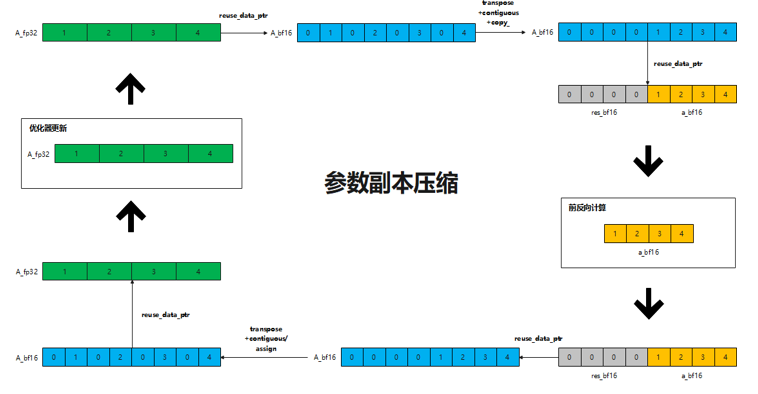 A_fp32 1 2 3 4
reuse_data_ptr
A_bf16 0 1 0 2 0 3 0 4
transpose
+contiguous
+copy_
A_bf16 0 0 0 0 1 2 3 4
reuse_data_ptr
0 0 0 0 1 2 3 4
res_bf16 a_bf16
优化器更新
A_fp32 1 2 3 4
参数副本压缩
前反向计算
1 2 3 4
a_bf16
A_fp32 1 2 3 4
reuse_data_ptr
A_bf16 0 1 0 2 0 3 0 4
transpose
+contiguous/
assign
A_bf16 0 0 0 0 1 2 3 4
reuse_data_ptr
0 0 0 0 1 2 3 4
res_bf16 a_bf16